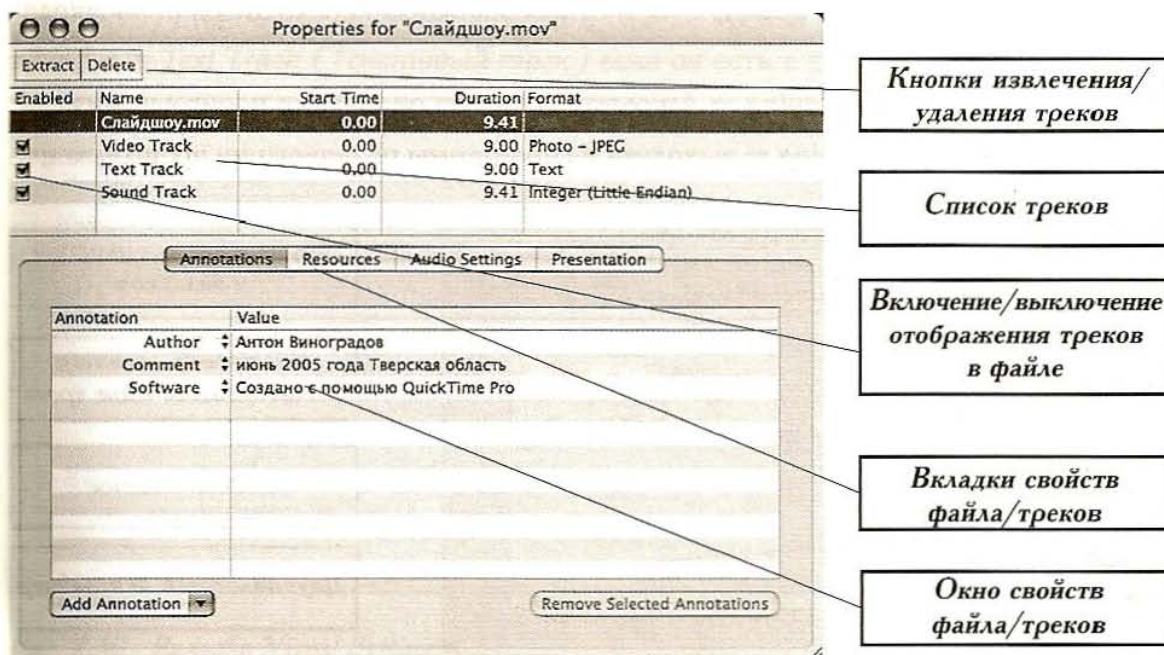 Properties for "Слайдшоу.mov"
Extract Delete
Enabled Name Start Time Duration Format
Слайдшоу.mov 0.00 9.41
Video Track 0.00 9.00 Photo – JPEG
Text Track 0.00 9.00 Text
Sound Track 0.00 9.41 Integer (Little Endian)
Annotations Resources Audio Settings Presentation
Annotation Value
Author Антон Виноградов
Comment июнь 2005 года Тверская область
Software Создано с помощью QuickTime Pro
Add Annotation
Remove Selected Annotations
Кнопки извлечения/
удаления треков
Список треков
Включение/выключение
отображения треков
в файле
Вкладки свойств
файла/треков
Окно свойств
файла/треков